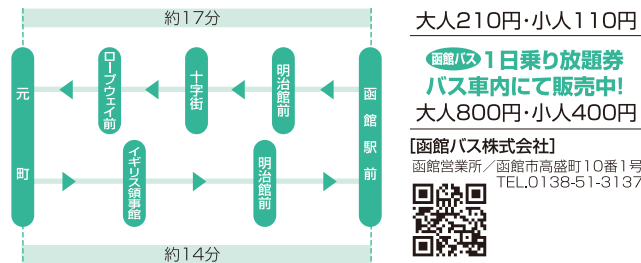 約17分
元町
ロープウェイ前
十字街
明治館前
函館駅前
イギリス領事館
明治館前
約14分
大人210円・小人110円
函館バス 1日乗り放題券
バス車内にて販売中!
大人800円・小人400円
[函館バス株式会社]
函館営業所／函館市高盛町10番1号
TEL.0138-51-3137